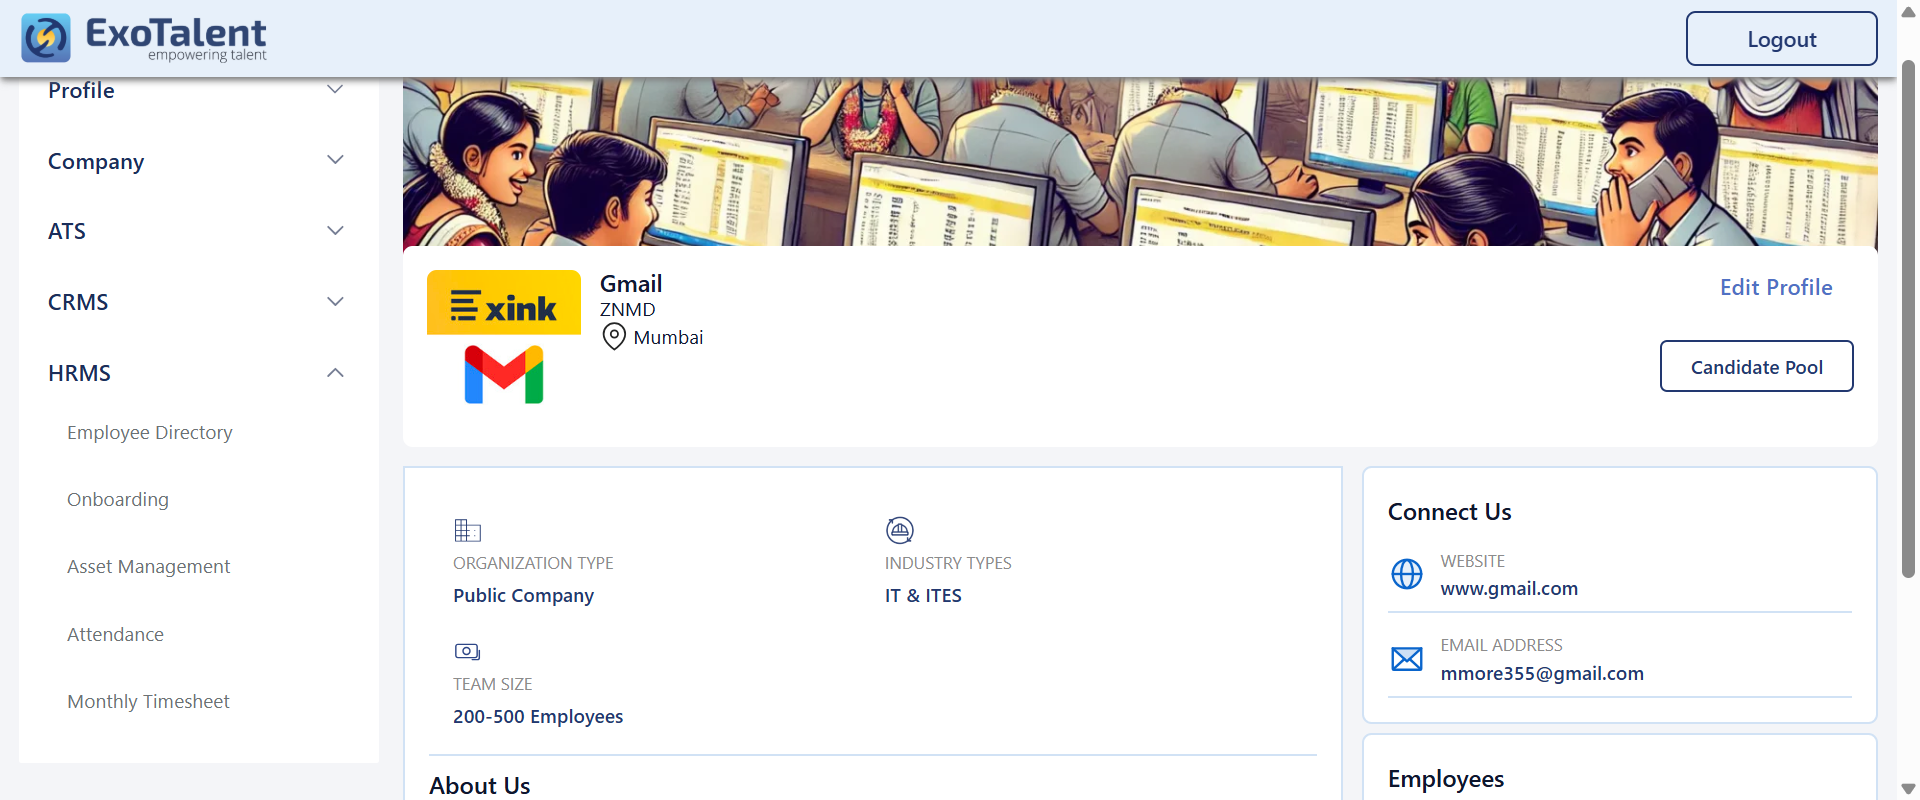 ExoTalent
empowering talent
Logout
Profile
Company
ATS
CRMS
HRMS
Employee Directory
Onboarding
Asset Management
Attendance
Monthly Timesheet
xink
Gmail
ZNMD
Mumbai
Edit Profile
Candidate Pool
ORGANIZATION TYPE
Public Company
INDUSTRY TYPES
IT & ITES
TEAM SIZE
200-500 Employees
About Us
Connect Us
WEBSITE
www.gmail.com
EMAIL ADDRESS
mmore355@gmail.com
Employees